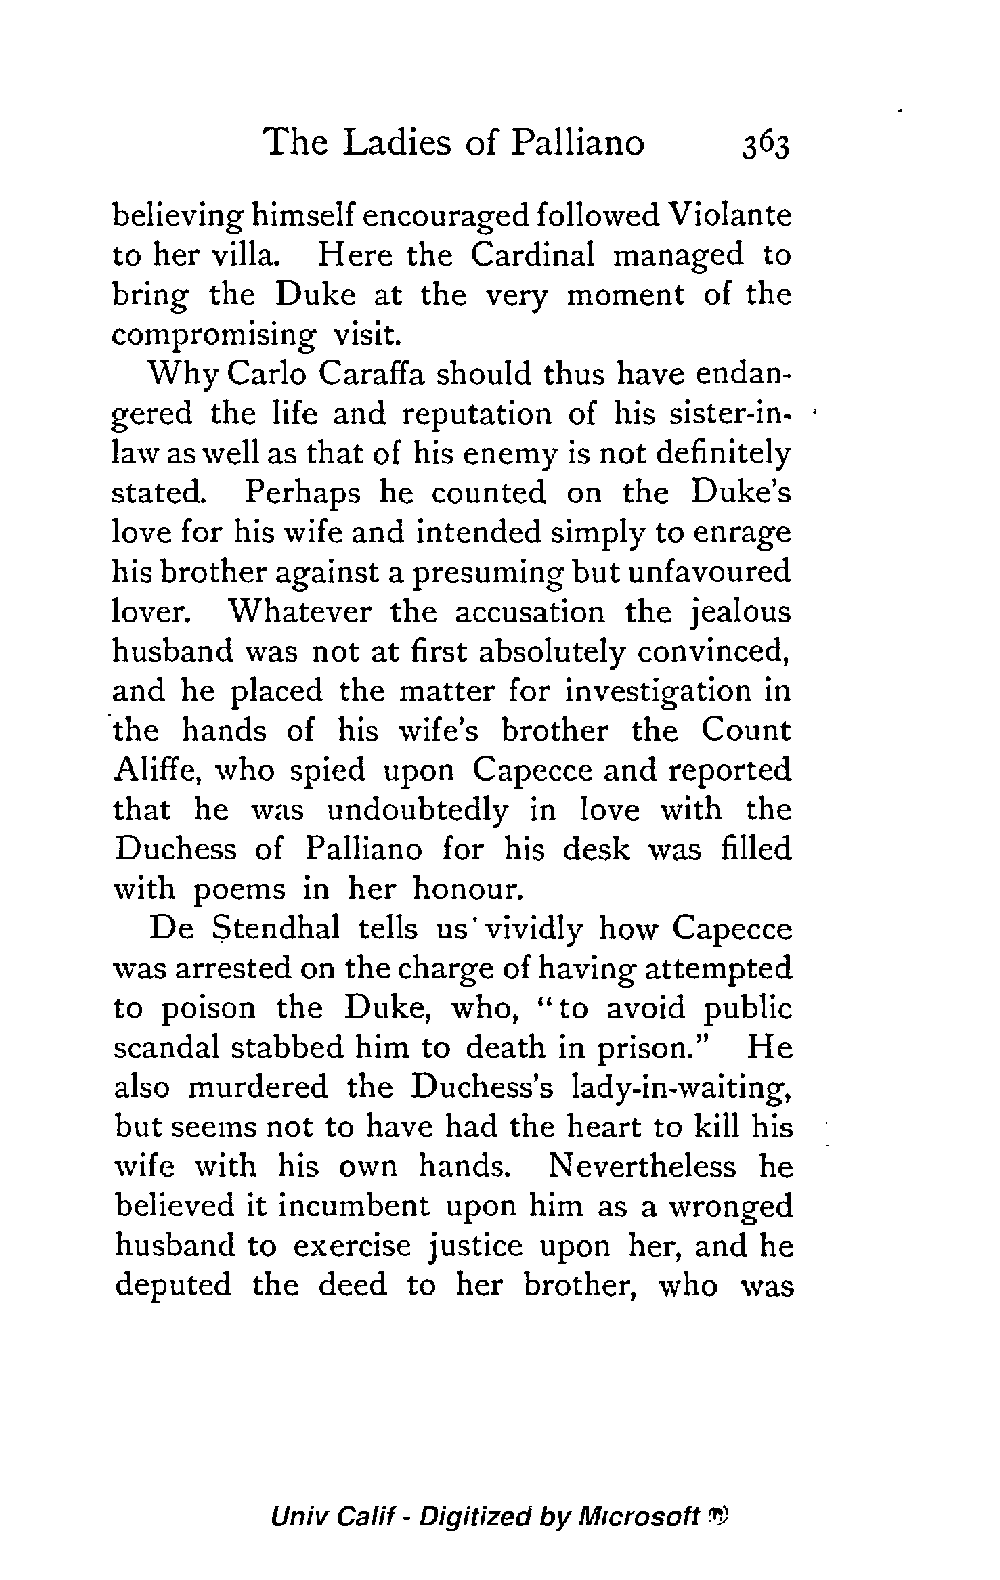 The Ladies of Palliano 363
believing himself encouraged followed Violante
to her villa. Here the Cardinal managed to
bring the Duke at the very moment of the
compromising visit.
Why Carlo Caraffa should thus have endan-
gered the life and reputation of his sister-in-
law as well as that of his enemy is not definitely
stated. Perhaps he counted on the Duke's
love for his wife and intended simply to enrage
his brother against a presuming but unfavoured
lover. Whatever the accusation the jealous
husband was not at first absolutely convinced,
and he placed the matter for investigation in
the hands of his wife's brother the Count
Aliffe, who spied upon Capecce and reported
that he was undoubtedly in love with the
Duchess of Palliano for his desk was filled
with poems in her honour.
De Stendhal tells us vividly how Capecce
was arrested on the charge of having attempted
to poison the Duke, who, "to avoid public
scandal stabbed him to death in prison." He
also murdered the Duchess's lady-in-waiting,
but seems not to have had the heart to kill his
wife with his own hands. Nevertheless he
believed it incumbent upon him as a wronged
husband to exercise justice upon her, and he
deputed the deed to her brother, who was
Univ Calif - Digitized by Microsoft ®